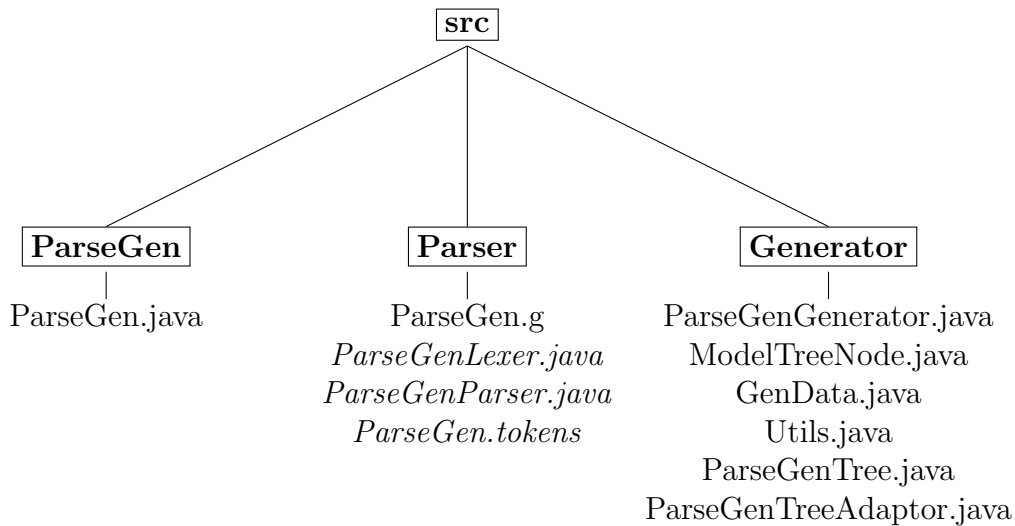 src
ParseGen
Parser
Generator
ParseGen.java
ParseGen.g
ParseGenLexer.java
ParseGenParser.java
ParseGen.tokens
ParseGenGenerator.java
ModelTreeNode.java
GenData.java
Utils.java
ParseGenTree.java
ParseGenTreeAdaptor.java